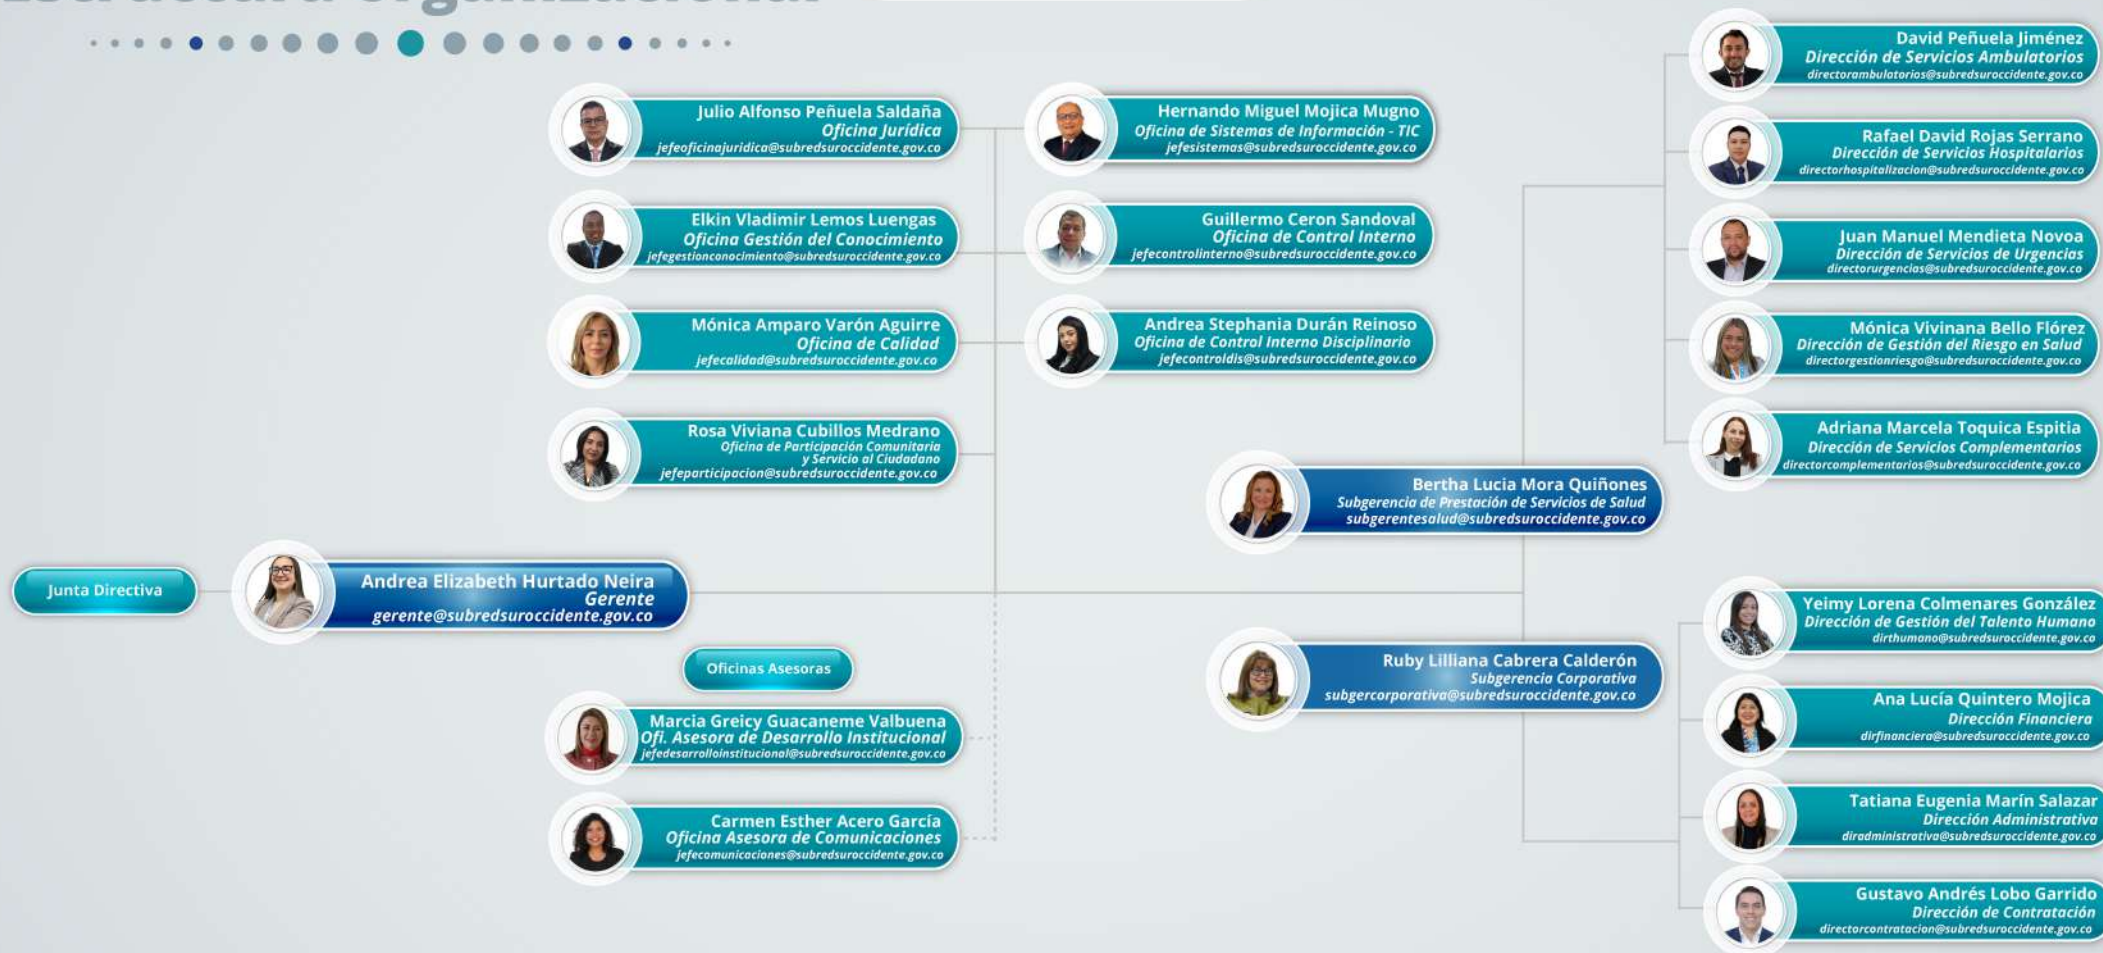 Estructura organizacional
Julio Alfonso Peñuela Saldaña
Oficina Jurídica
jefeoficinajuridica@subredsuroccidente.gov.co
Elkin Vladimir Lemos Luengas
Oficina Gestión del Conocimiento
jefegestionconocimiento@subredsuroccidente.gov.co
Mónica Amparo Varón Aguirre
Oficina de Calidad
jefecalidad@subredsuroccidente.gov.co
Rosa Viviana Cubillos Medrano
Oficina de Participación Comunitaria
y Servicio al Ciudadano
jefeparticipacion@subredsuroccidente.gov.co
Hernando Miguel Mojica Mugno
Oficina de Sistemas de Información - TIC
jefesistemas@subredsuroccidente.gov.co
Guillermo Ceron Sandoval
Oficina de Control Interno
jefecontrolinterno@subredsuroccidente.gov.co
Andrea Stephania Durán Reinoso
Oficina de Control Interno Disciplinario
jefecontroldis@subredsuroccidente.gov.co
Junta Directiva
Andrea Elizabeth Hurtado Neira
Gerente
gerente@subredsuroccidente.gov.co
Oficinas Asesoras
Marcia Greicy Guacaneme Valbuena
Ofi. Asesora de Desarrollo Institucional
jefedesarrolloinstitucional@subredsuroccidente.gov.co
Carmen Esther Acero García
Oficina Asesora de Comunicaciones
jefecomunicaciones@subredsuroccidente.gov.co
Bertha Lucia Mora Quiñones
Subgerencia de Prestación de Servicios de Salud
subgerentesalud@subredsuroccidente.gov.co
Ruby Lilliana Cabrera Calderón
Subgerencia Corporativa
subgercorporativa@subredsuroccidente.gov.co
David Peñuela Jiménez
Dirección de Servicios Ambulatorios
directorambulatorios@subredsuroccidente.gov.co
Rafael David Rojas Serrano
Dirección de Servicios Hospitalarios
directorhospitalizacion@subredsuroccidente.gov.co
Juan Manuel Mendieta Novoa
Dirección de Servicios de Urgencias
directorurgencias@subredsuroccidente.gov.co
Mónica Vivinana Bello Flórez
Dirección de Gestión del Riesgo en Salud
directorgestionriesgo@subredsuroccidente.gov.co
Adriana Marcela Toquica Espitia
Dirección de Servicios Complementarios
directorcomplementarios@subredsuroccidente.gov.co
Yeimy Lorena Colmenares González
Dirección de Gestión del Talento Humano
dirthumano@subredsuroccidente.gov.co
Ana Lucía Quintero Mojica
Dirección Financiera
dirfinanciera@subredsuroccidente.gov.co
Tatiana Eugenia Marín Salazar
Dirección Administrativa
diradministrativa@subredsuroccidente.gov.co
Gustavo Andrés Lobo Garrido
Dirección de Contratación
directorcontratacion@subredsuroccidente.gov.co